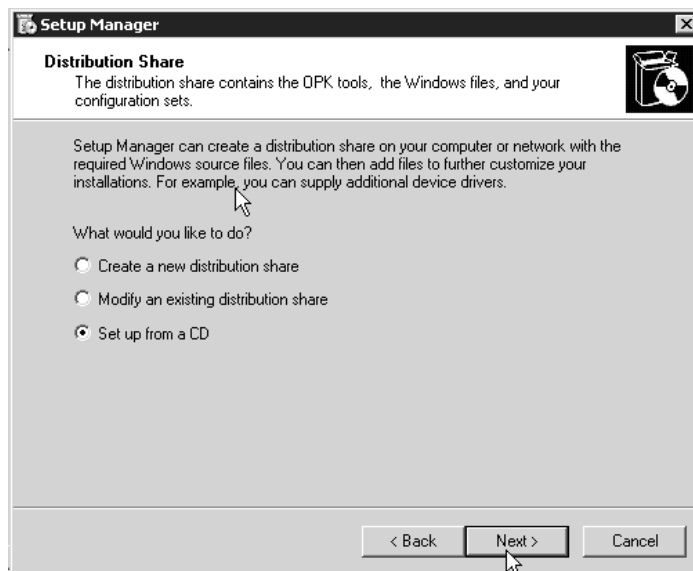 Setup Manager
Distribution Share
The distribution share contains the OPK tools, the Windows files, and your
configuration sets.
Setup Manager can create a distribution share on your computer or network with the
required Windows source files. You can then add files to further customize your
installations. For example, you can supply additional device drivers.
What would you like to do?
Create a new distribution share
Modify an existing distribution share
Set up from a CD
< Back
Next >
Cancel